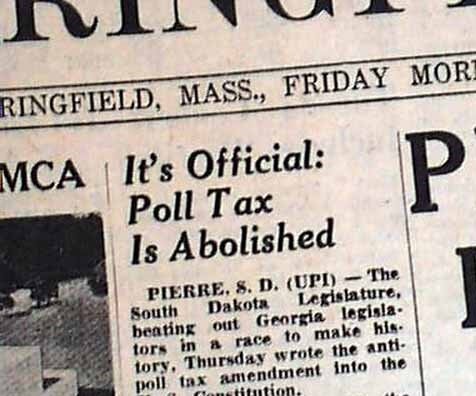 RINGFI
RINGFIELD, MASS., FRIDAY MOR
MCA
It's Official:
Poll Tax
Is Abolished
PIERRE, S. D. (UPI) — The
South Dakota Legislature,
beating out Georgia legisla-
tors in a race to make his-
tory, Thursday wrote the anti-
poll tax amendment into the
Constitution.
P